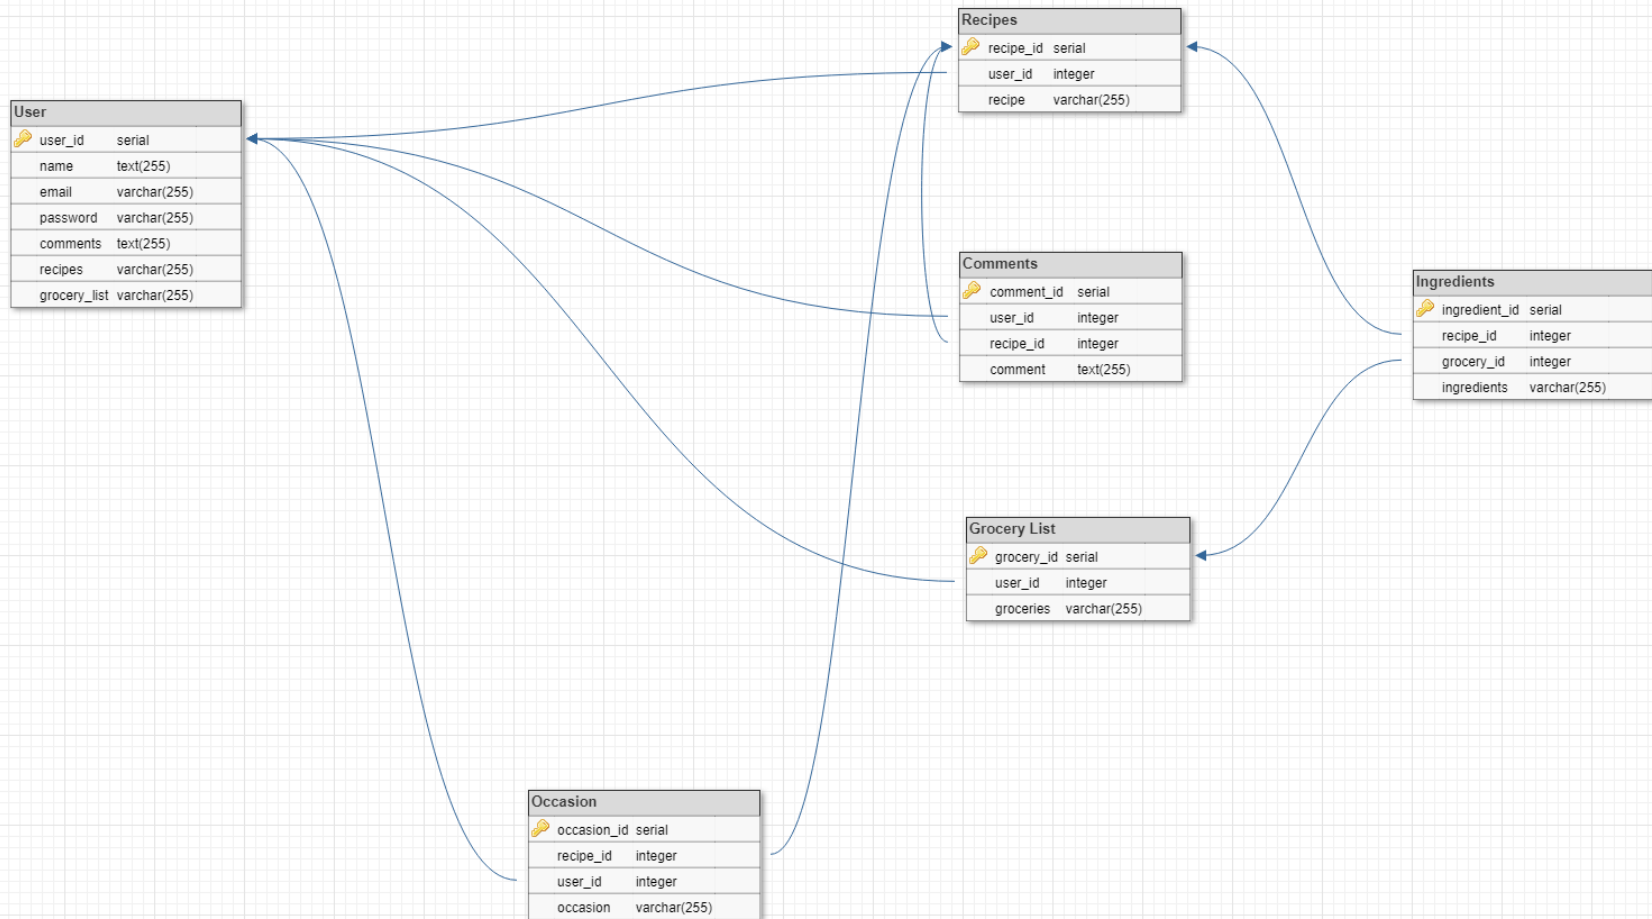 User
user_id serial
name text(255)
email varchar(255)
password varchar(255)
comments text(255)
recipes varchar(255)
grocery_list varchar(255)
Recipes
recipe_id serial
user_id integer
recipe varchar(255)
Comments
comment_id serial
user_id integer
recipe_id integer
comment text(255)
Ingredients
ingredient_id serial
recipe_id integer
grocery_id integer
ingredients varchar(255)
Grocery List
grocery_id serial
user_id integer
groceries varchar(255)
Occasion
occasion_id serial
recipe_id integer
user_id integer
occasion varchar(255)